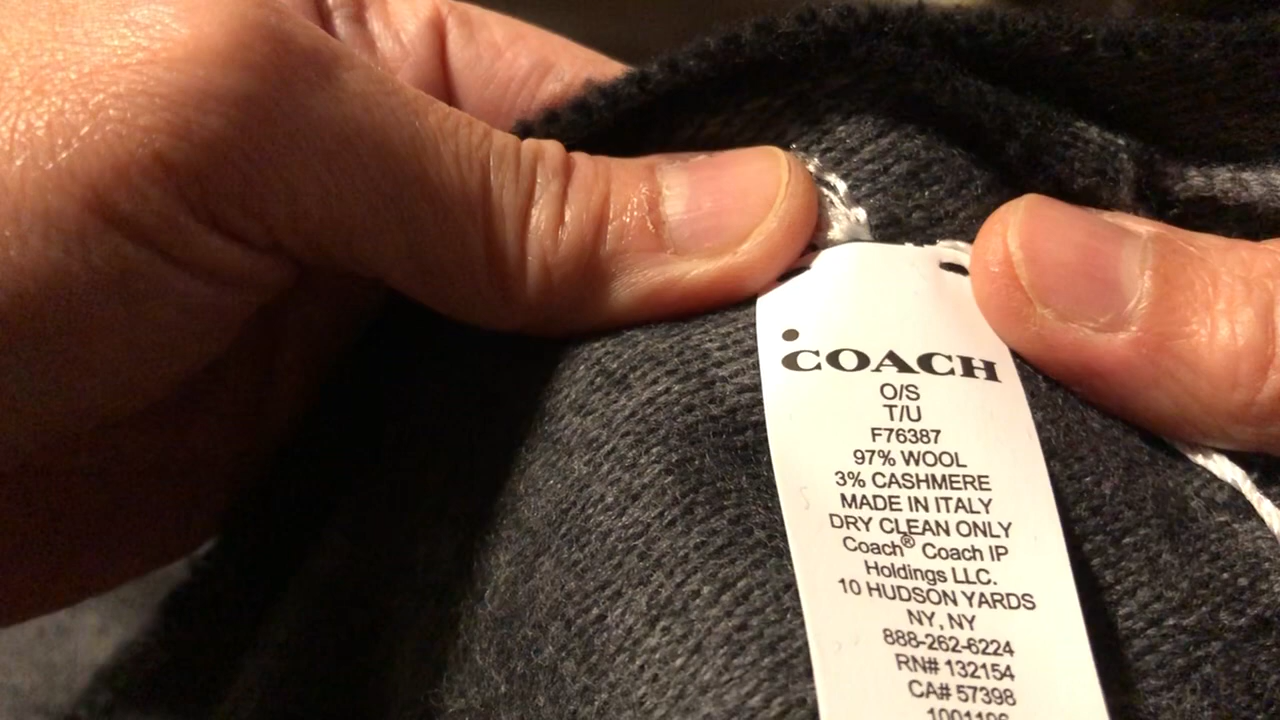 COACH
O/S
T/U
F76387
97% WOOL
3% CASHMERE
MADE IN ITALY
DRY CLEAN ONLY
Coach® Coach IP
Holdings LLC.
10 HUDSON YARDS
NY, NY
888-262-6224
RN# 132154
CA# 57398